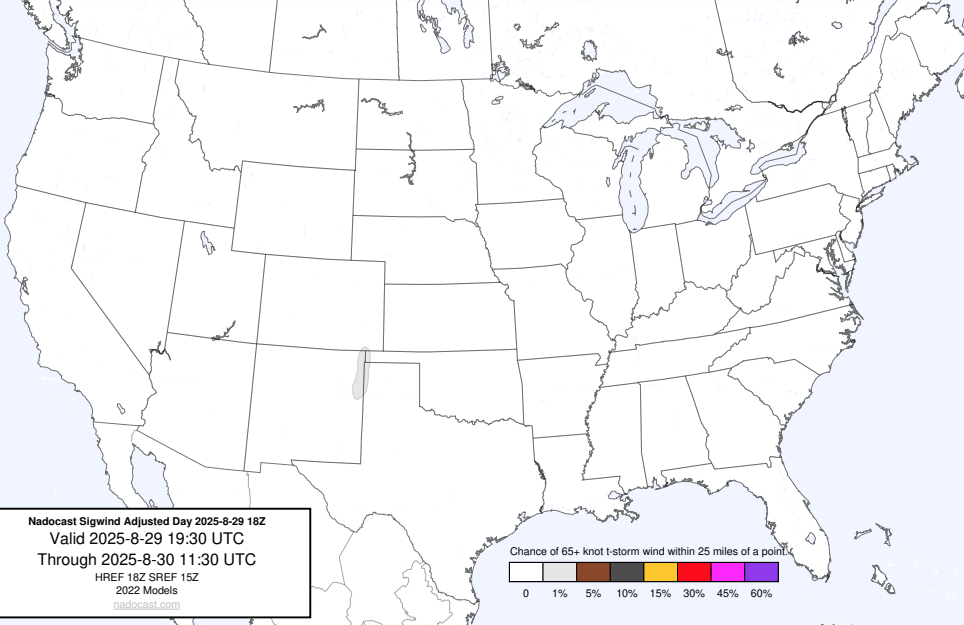 Nadocast Sigwind Adjusted Day 2025-8-29 18Z
Valid 2025-8-29 19:30 UTC
Through 2025-8-30 11:30 UTC
HREF 18Z SREF 15Z
2022 Models
nadocast.com
Chance of 65+ knot t-storm wind within 25 miles of a point.
0 1% 5% 10% 15% 30% 45% 60%